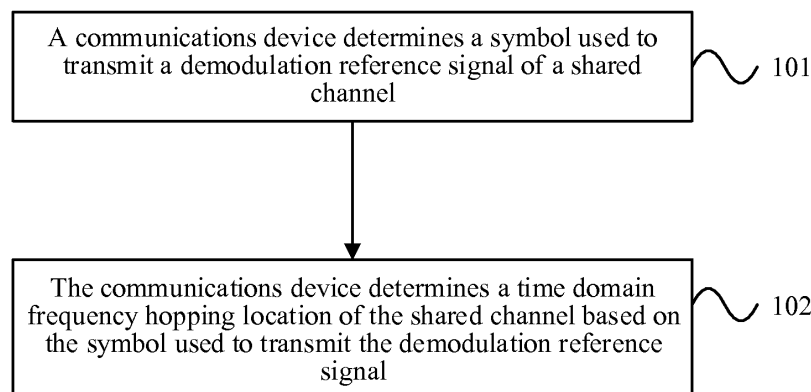 A communications device determines a symbol used to
transmit a demodulation reference signal of a shared
channel
101
The communications device determines a time domain
frequency hopping location of the shared channel based on
the symbol used to transmit the demodulation reference
signal
102